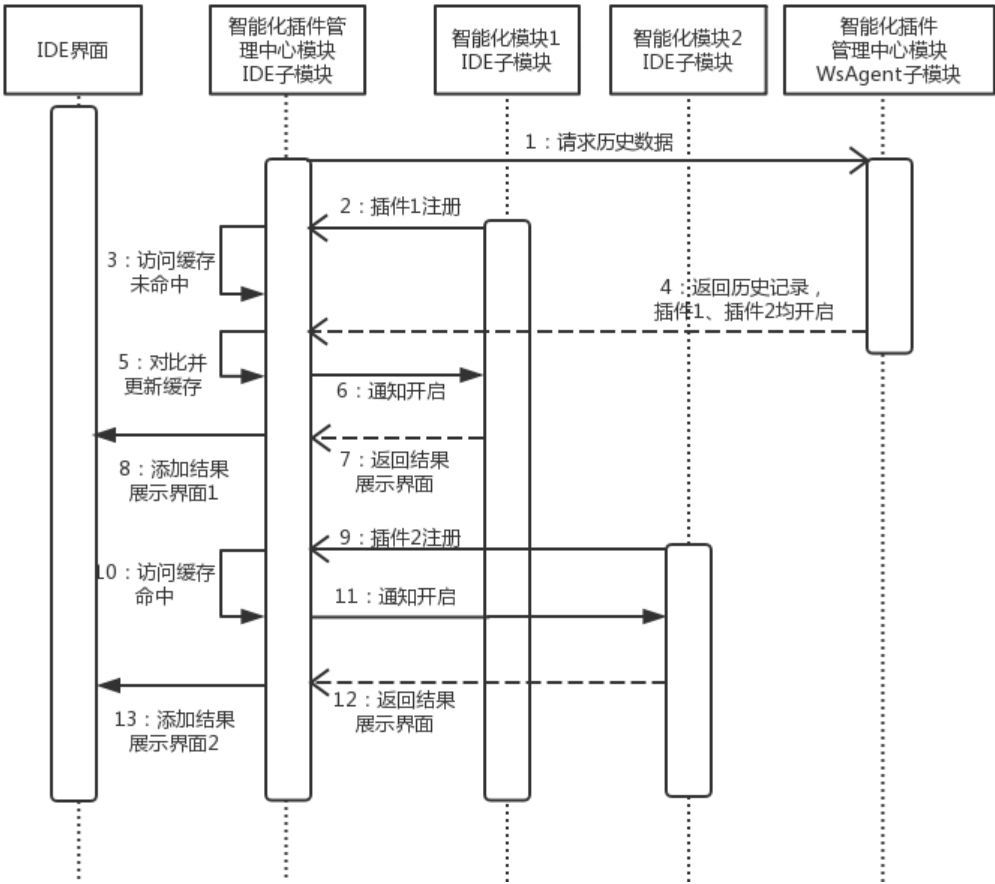 IDE界面
智能化插件管
理中心模块
IDE子模块
智能化模块1
IDE子模块
智能化模块2
IDE子模块
智能化插件
管理中心模块
WsAgent子模块
1：请求历史数据
2：插件1注册
3：访问缓存
未命中
4：返回历史记录，
插件1、插件2均开启
5：对比并
更新缓存
6：通知开启
7：返回结果
展示界面
8：添加结果
展示界面1
9：插件2注册
10：访问缓存
命中
11：通知开启
12：返回结果
展示界面
13：添加结果
展示界面2